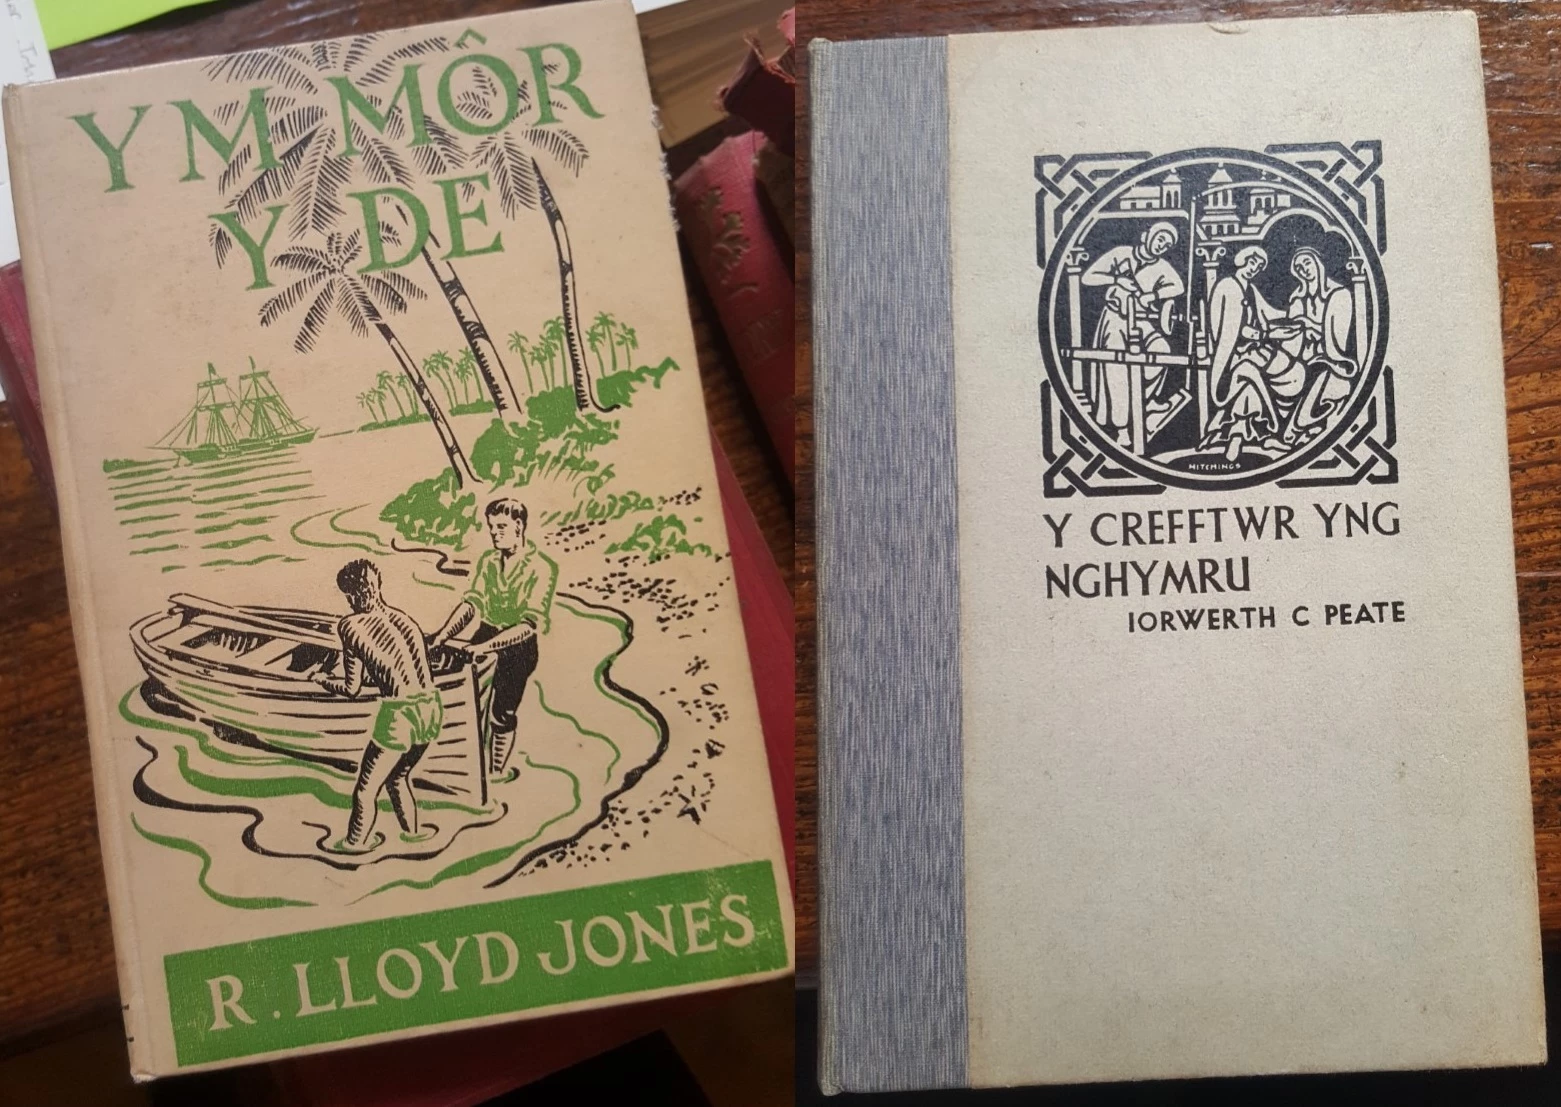 YM MÔR
Y DE
R. LLOYD JONES
HITCHINGS
Y CREFFTWR YNG
NGHYMRU
IORWERTH C PEATE